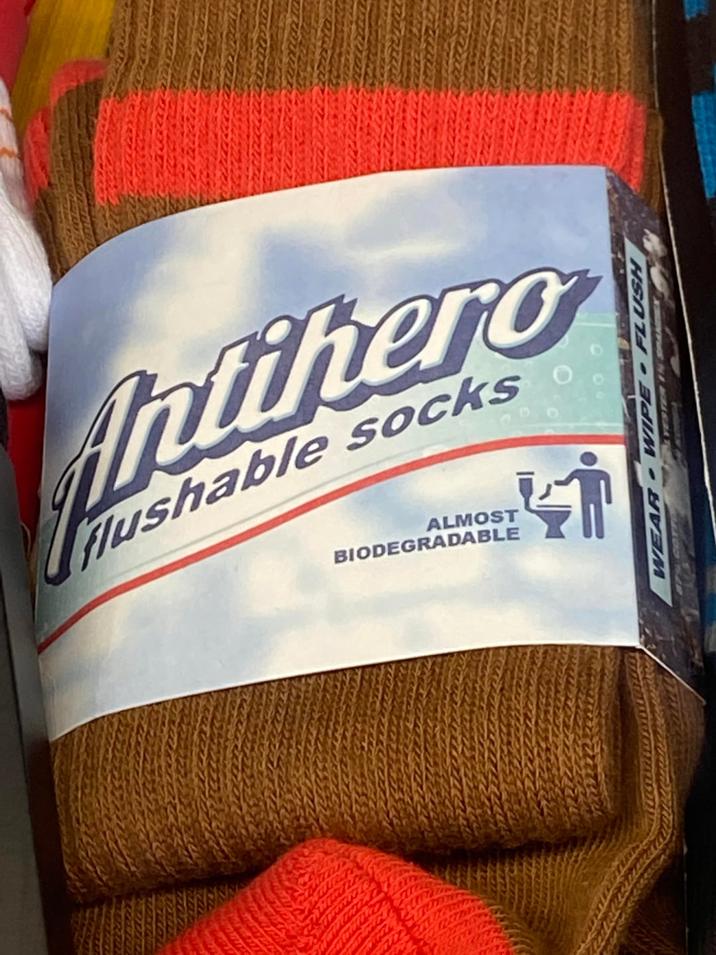 Antihero
flushable socks
ALMOST
BIODEGRADABLE
WEAR • WIPE • FLUSH